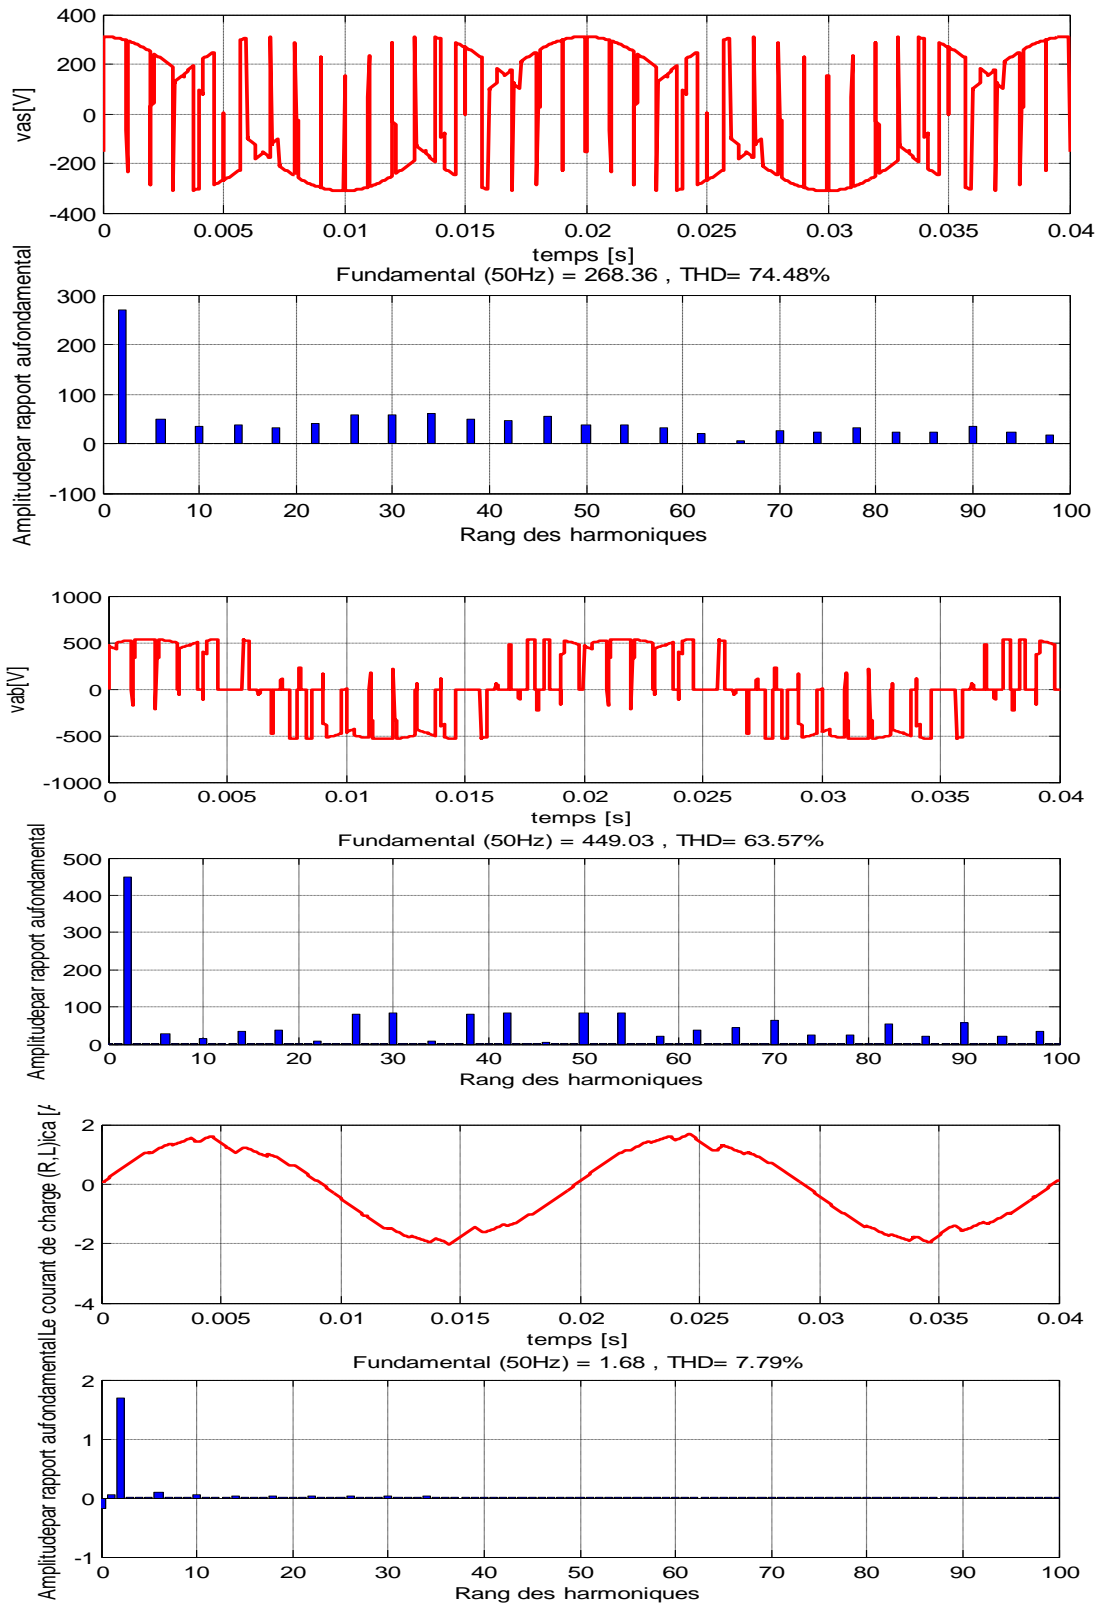 400
200
0
-200
-400
vas[V]
0 0.005 0.01 0.015 0.02 0.025 0.03 0.035 0.04
temps [s]
Fundamental (50Hz) = 268.36 , THD= 74.48%
300
200
100
0
-100
Amplitudepar rapport aufondamental
0 10 20 30 40 50 60 70 80 90 100
Rang des harmoniques
1000
500
0
-500
-1000
vab[V]
0 0.005 0.01 0.015 0.02 0.025 0.03 0.035 0.04
temps [s]
Fundamental (50Hz) = 449.03 , THD= 63.57%
500
400
300
200
100
0
Amplitudepar rapport aufondamental
0 10 20 30 40 50 60 70 80 90 100
Rang des harmoniques
2
0
-2
-4
Le courant de charge (R,L)ica [
0 0.005 0.01 0.015 0.02 0.025 0.03 0.035 0.04
temps [s]
Fundamental (50Hz) = 1.68 , THD= 7.79%
2
1
0
-1
Amplitudepar rapport aufondamental
0 10 20 30 40 50 60 70 80 90 100
Rang des harmoniques